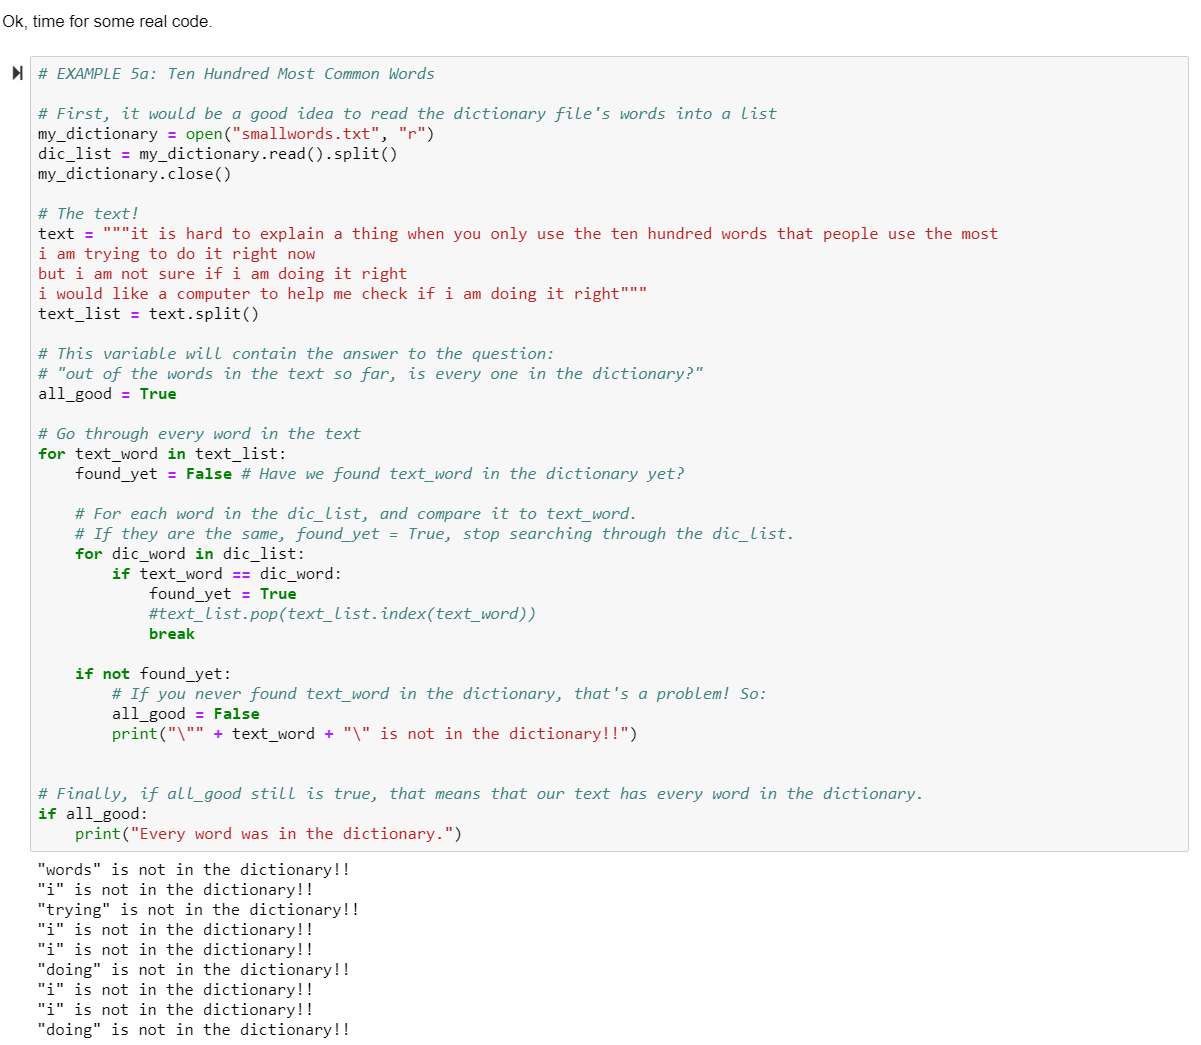 Ok, time for some real code.
# EXAMPLE 5a: Ten Hundred Most Common Words
# First, it would be a good idea to read the dictionary file's words into a list
my_dictionary = open("smallwords.txt", "r")
dic_list = my_dictionary.read().split()
my_dictionary.close()
# The text!
text = """it is hard to explain a thing when you only use the ten hundred words that people use the most
i am trying to do it right now
but i am not sure if i am doing it right
i would like a computer to help me check if i am doing it right"""
text_list = text.split()
# This variable will contain the answer to the question:
# "out of the words in the text so far, is every one in the dictionary?"
all_good = True
# Go through every word in the text
for text_word in text_list:
    found_yet = False # Have we found text_word in the dictionary yet?
    # For each word in the dic_list, and compare it to text_word.
    # If they are the same, found_yet = True, stop searching through the dic_list.
    for dic_word in dic_list:
        if text_word == dic_word:
            found_yet = True
            #text_list.pop(text_list.index(text_word))
            break
    if not found_yet:
        # If you never found text_word in the dictionary, that's a problem! So:
        all_good = False
        print("\"" + text_word + "\" is not in the dictionary!!")
# Finally, if all_good still is true, that means that our text has every word in the dictionary.
if all_good:
    print("Every word was in the dictionary.")
"words" is not in the dictionary!!
"i" is not in the dictionary!!
"trying" is not in the dictionary!!
"i" is not in the dictionary!!
"i" is not in the dictionary!!
"doing" is not in the dictionary!!
"i" is not in the dictionary!!
"i" is not in the dictionary!!
"doing" is not in the dictionary!!